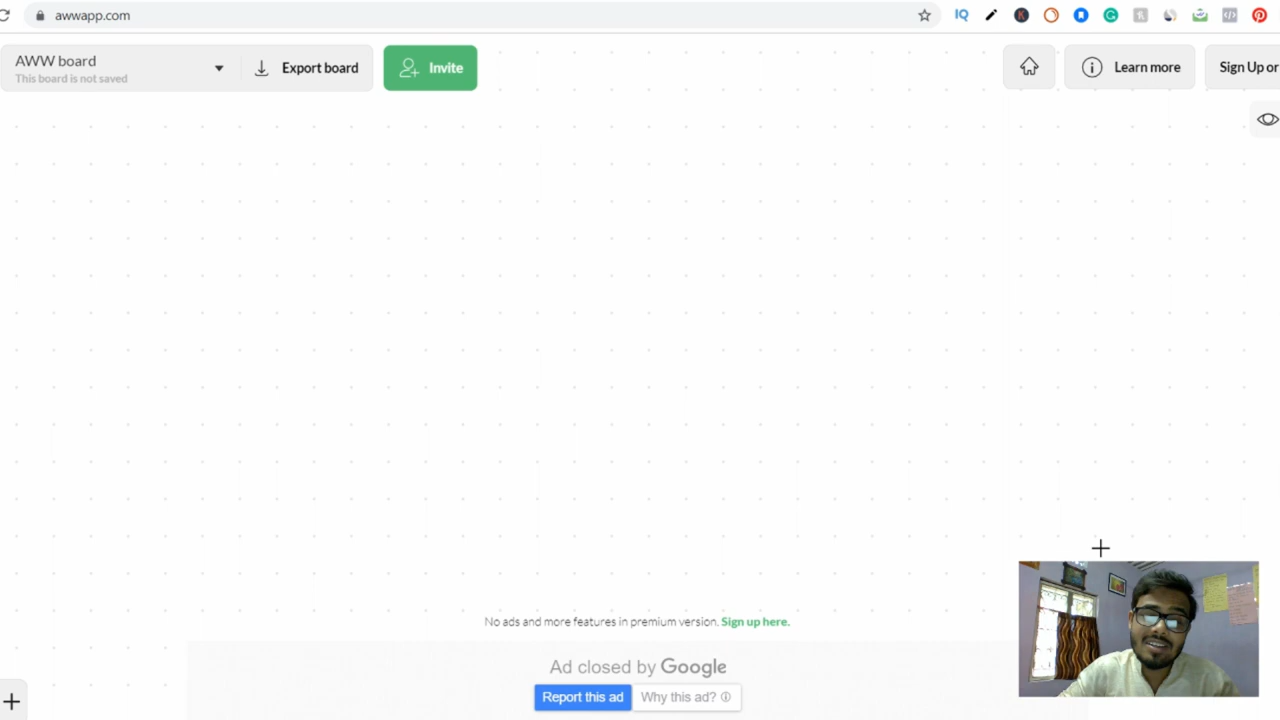 awwapp.com
AWW board
This board is not saved
Export board
Invite
Learn more
Sign Up or
IQ
No ads and more features in premium version. Sign up here.
Ad closed by Google
Report this ad
Why this ad?